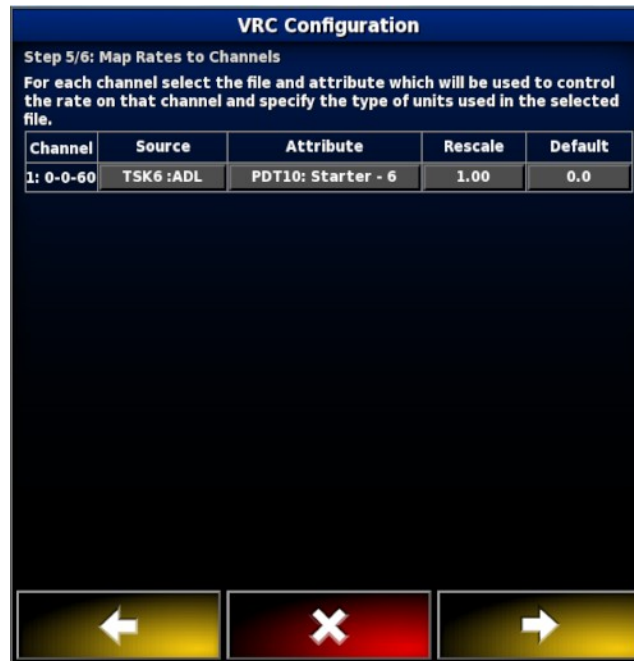 VRC Configuration
Step 5/6: Map Rates to Channels
For each channel select the file and attribute which will be used to control
the rate on that channel and specify the type of units used in the selected
file.
Channel Source Attribute Rescale Default
1: 0-0-60 TSK6 :ADL PDT10: Starter - 6 1.00 0.0